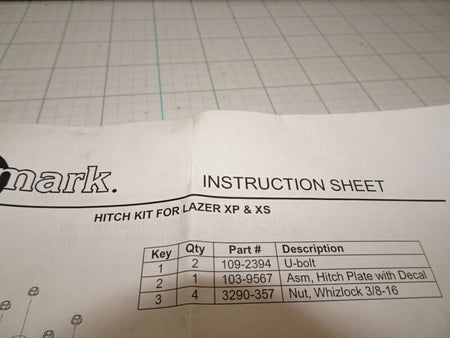 mark.
INSTRUCTION SHEET
HITCH KIT FOR LAZER XP & XS
Key Qty Part # Description
1 2 109-2394 U-bolt
2 1 103-9567 Asm, Hitch Plate with Decal
3 4 3290-357 Nut, Whizlock 3/8-16